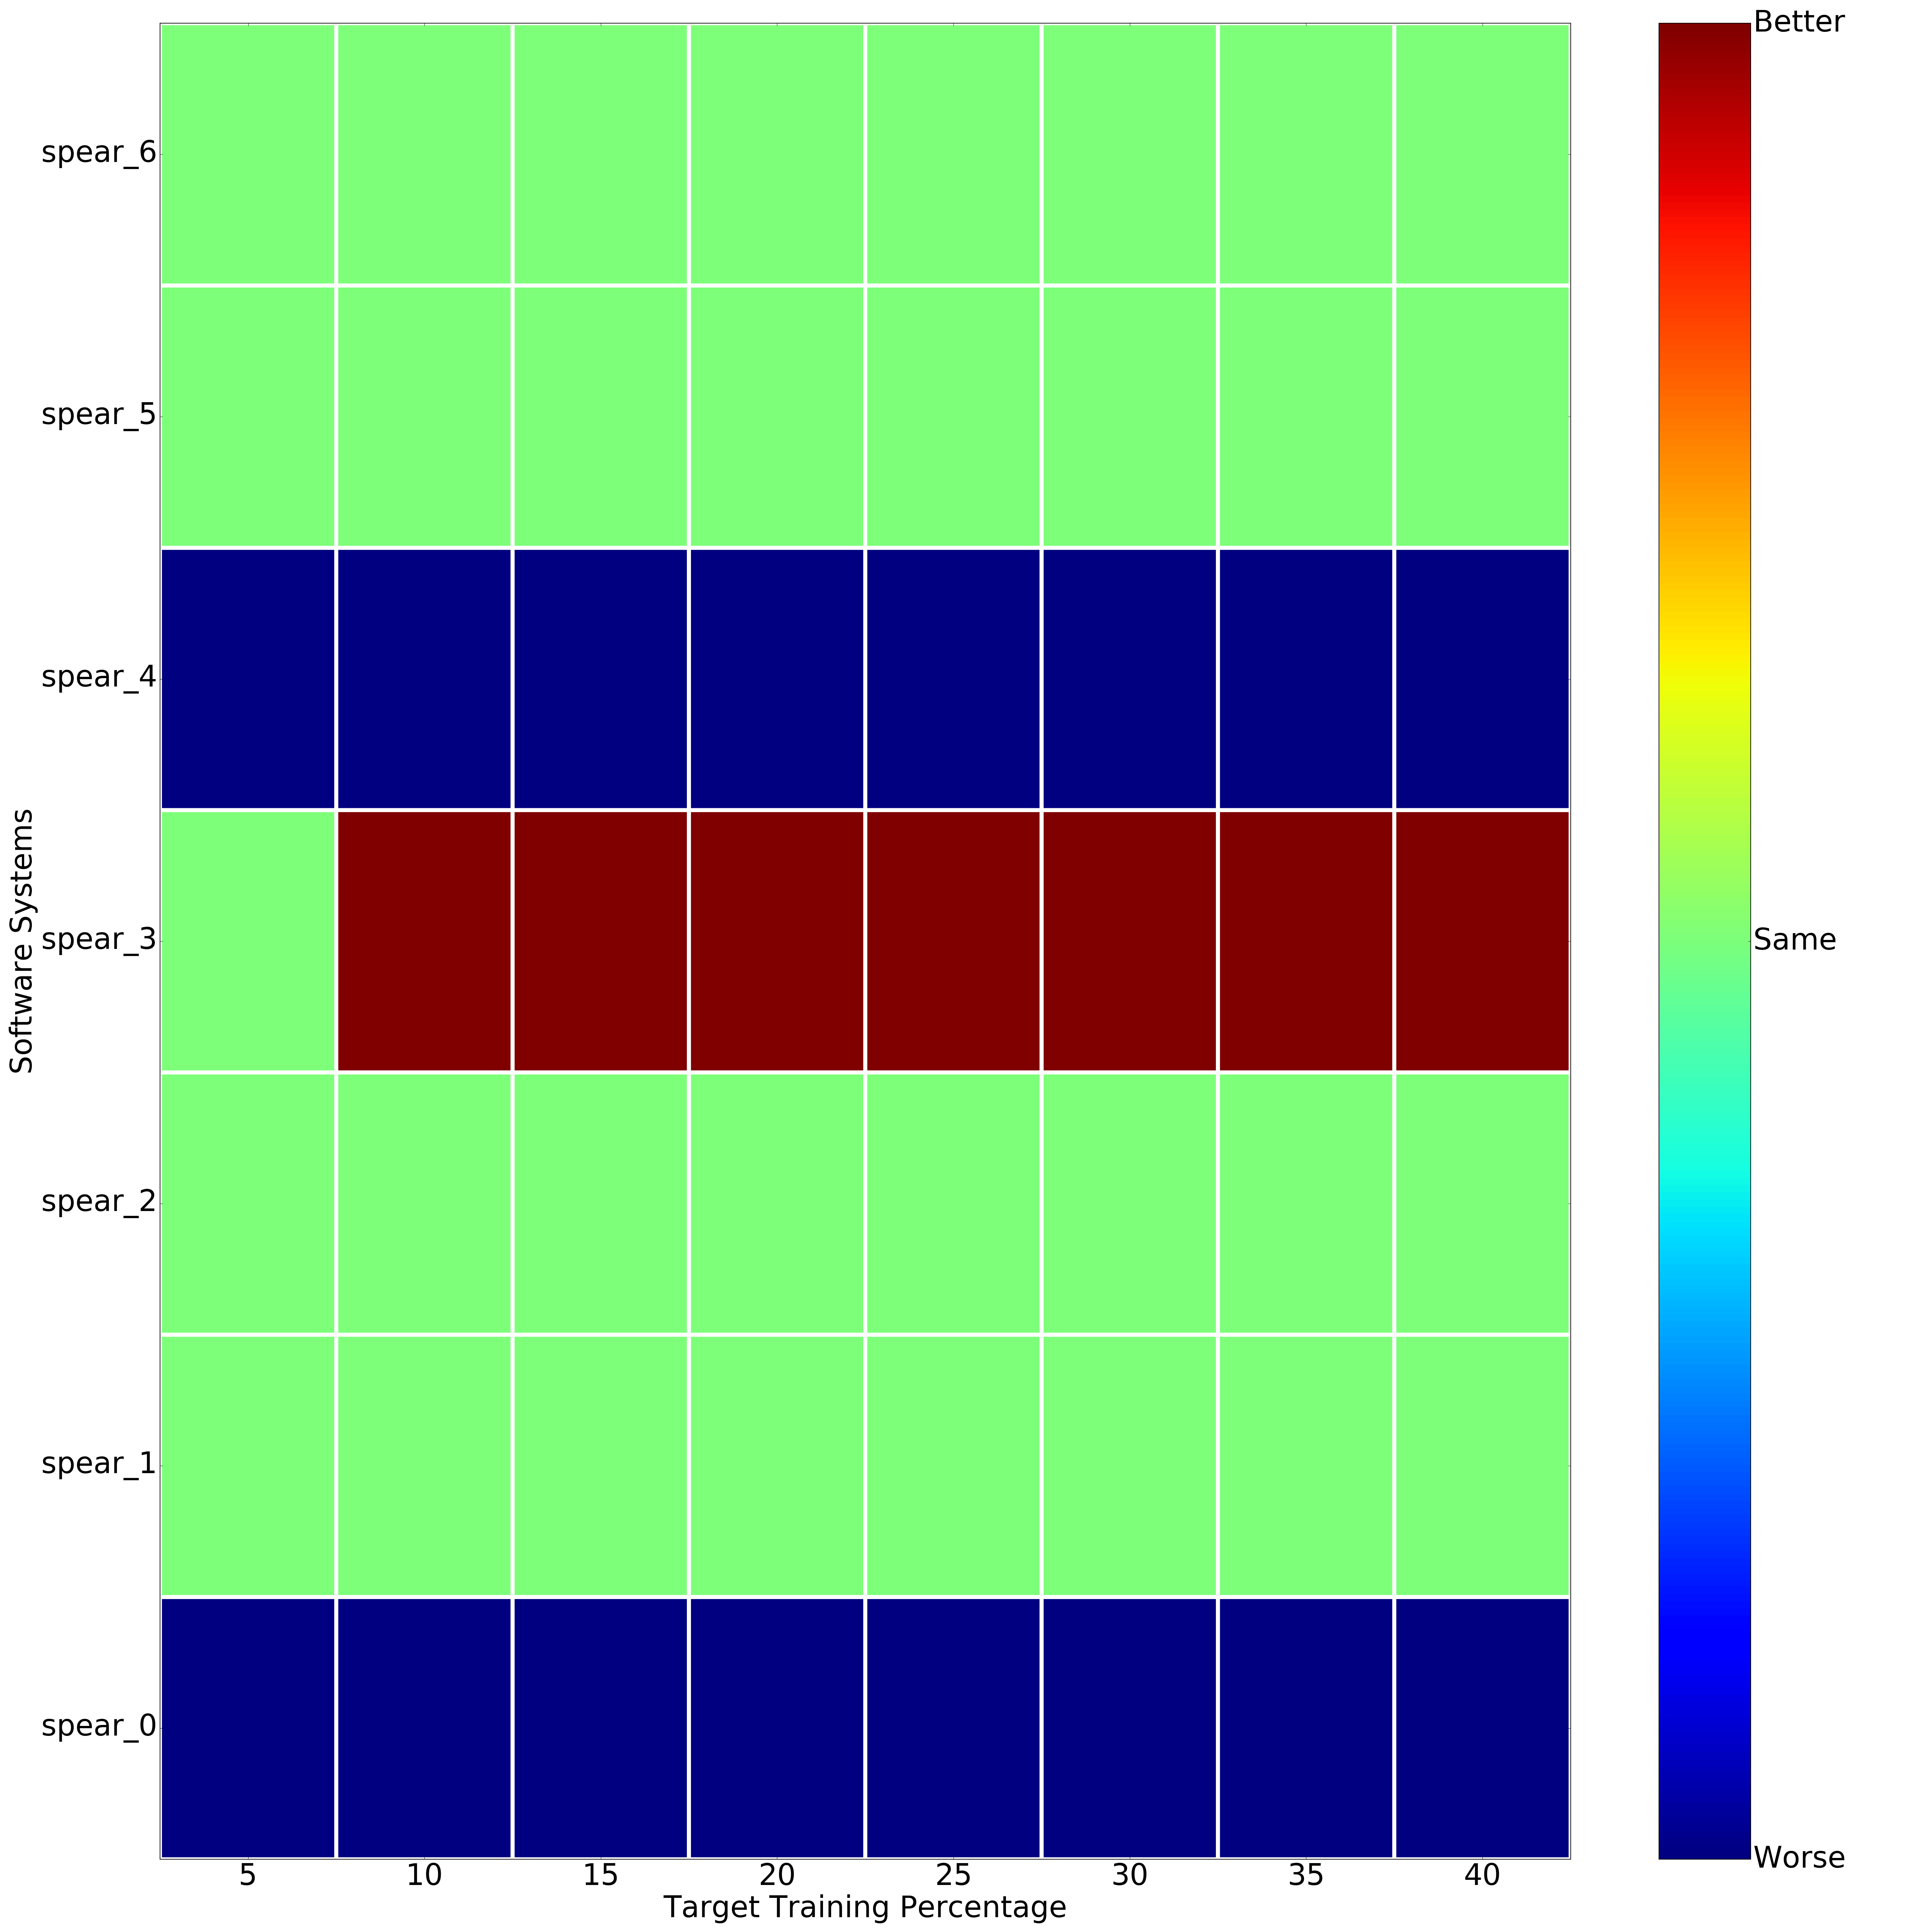 Software Systems
spear_6
spear_5
spear_4
spear_3
spear_2
spear_1
spear_0
5 10 15 20 25 30 35 40
Target Training Percentage
Better
Same
Worse